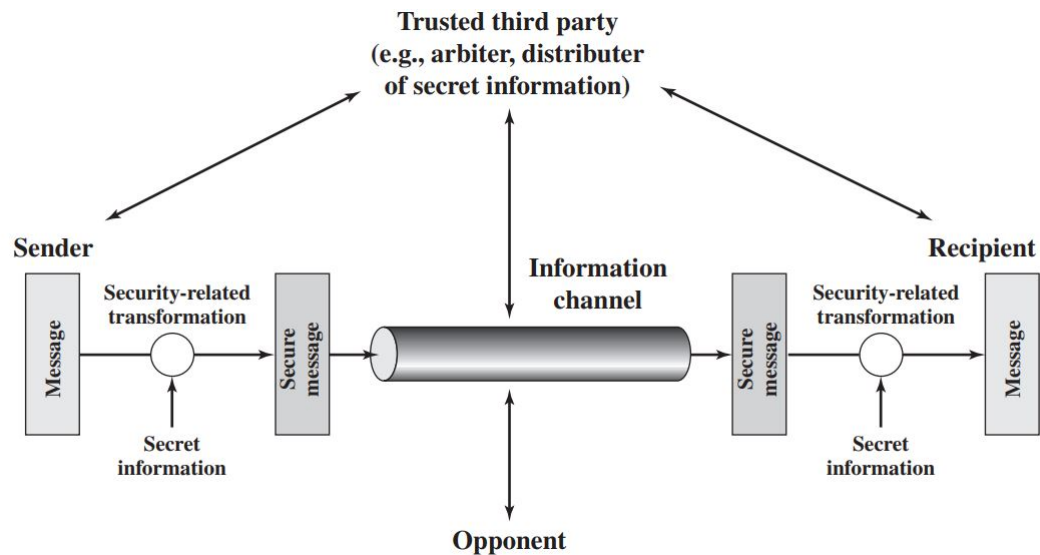 Trusted third party
(e.g., arbiter, distributer
of secret information)
Sender
Recipient
Information
channel
Security-related
transformation
Security-related
transformation
Message
Secure
message
Secure
message
Message
Secret
information
Secret
information
Opponent